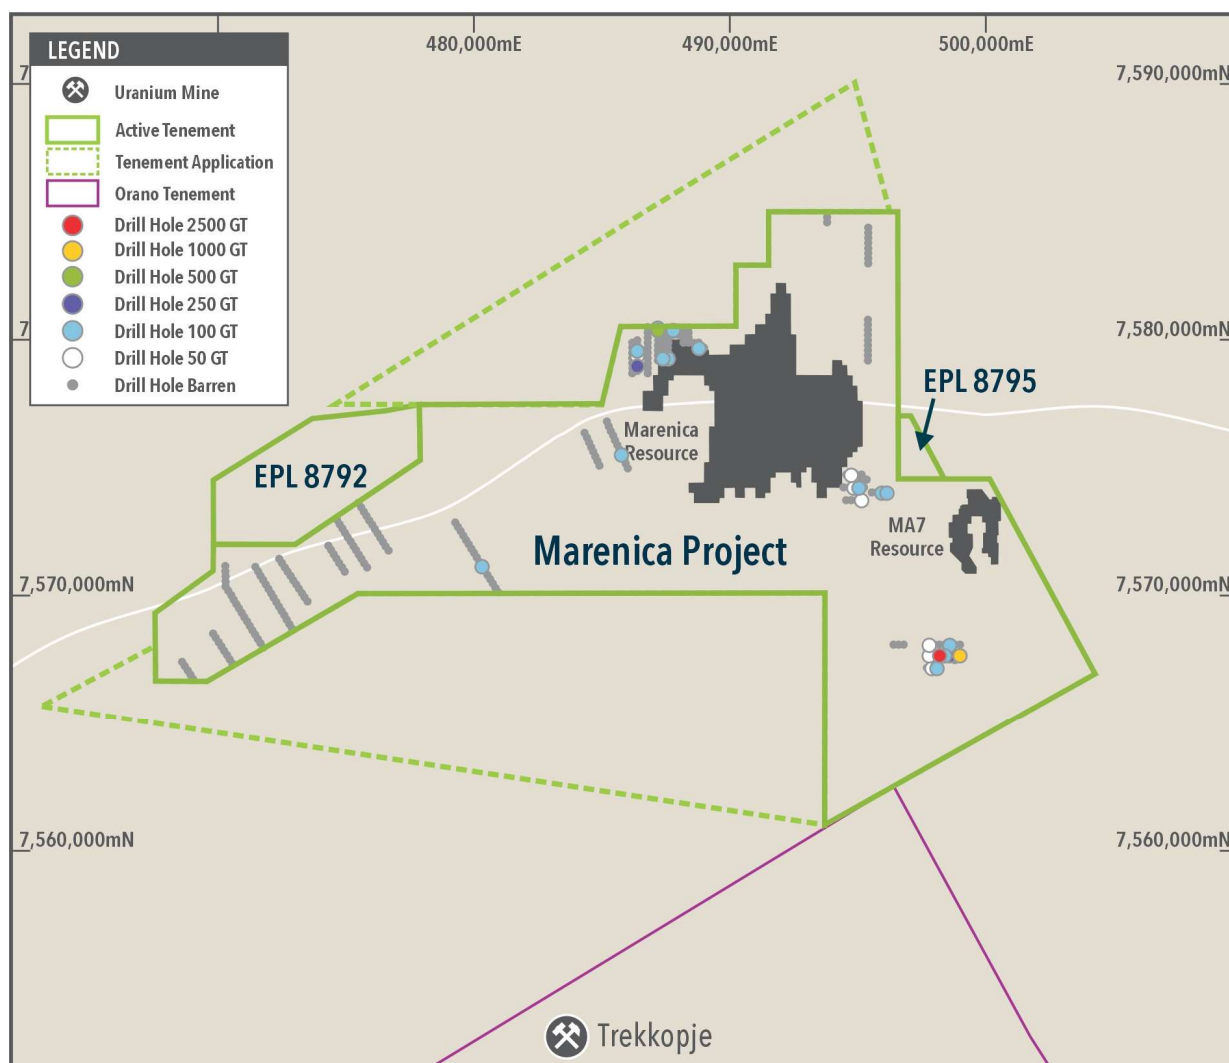 480,000mE
490,000mE
500,000mE
LEGEND
Uranium Mine
Active Tenement
Tenement Application
Orano Tenement
Drill Hole 2500 GT
Drill Hole 1000 GT
Drill Hole 500 GT
Drill Hole 250 GT
Drill Hole 100 GT
Drill Hole 50 GT
Drill Hole Barren
7
7,590,000mN
7
7,580,000mN
EPL 8795
Marenica
Resource
EPL 8792
MA7
Resource
Marenica Project
7,570,000mN
7,570,000mN
7,560,000mN
7,560,000mN
Trekkopje